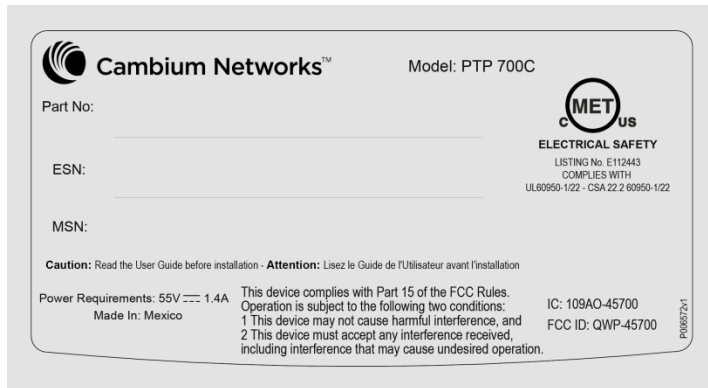 Cambium Networks™
Model: PTP 700C
Part No:
ESN:
MSN:
C MET US
ELECTRICAL SAFETY
LISTING No. E112443
COMPLIES WITH
UL60950-1/22 - CSA 22.2 60950-1/22
Caution: Read the User Guide before installation - Attention: Lisez le Guide de l'Utilisateur avant l'installation
Power Requirements: 55V ⎓ 1.4A
Made In: Mexico
This device complies with Part 15 of the FCC Rules.
Operation is subject to the following two conditions:
1 This device may not cause harmful interference, and
2 This device must accept any interference received,
including interference that may cause undesired operation.
IC: 109AO-45700
FCC ID: QWP-45700
P006572v1